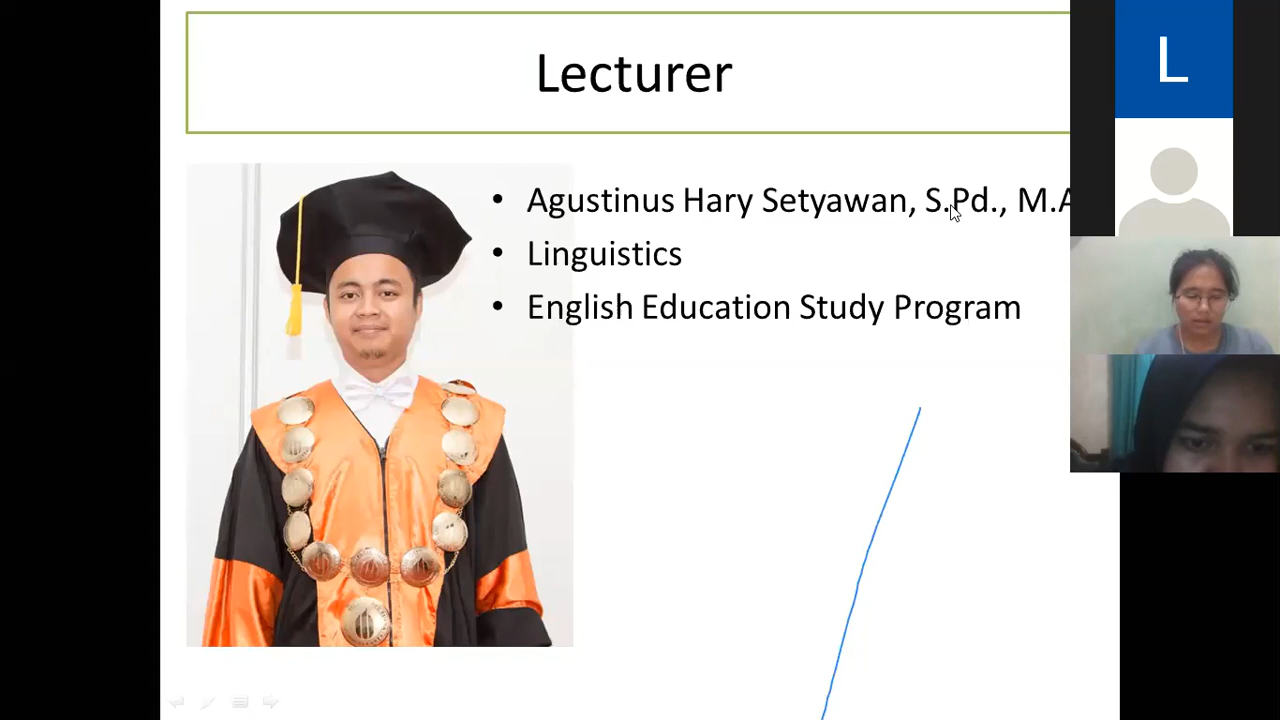 Lecturer
L
• Agustinus Hary Setyawan, S.Pd., M.A
• Linguistics
• English Education Study Program